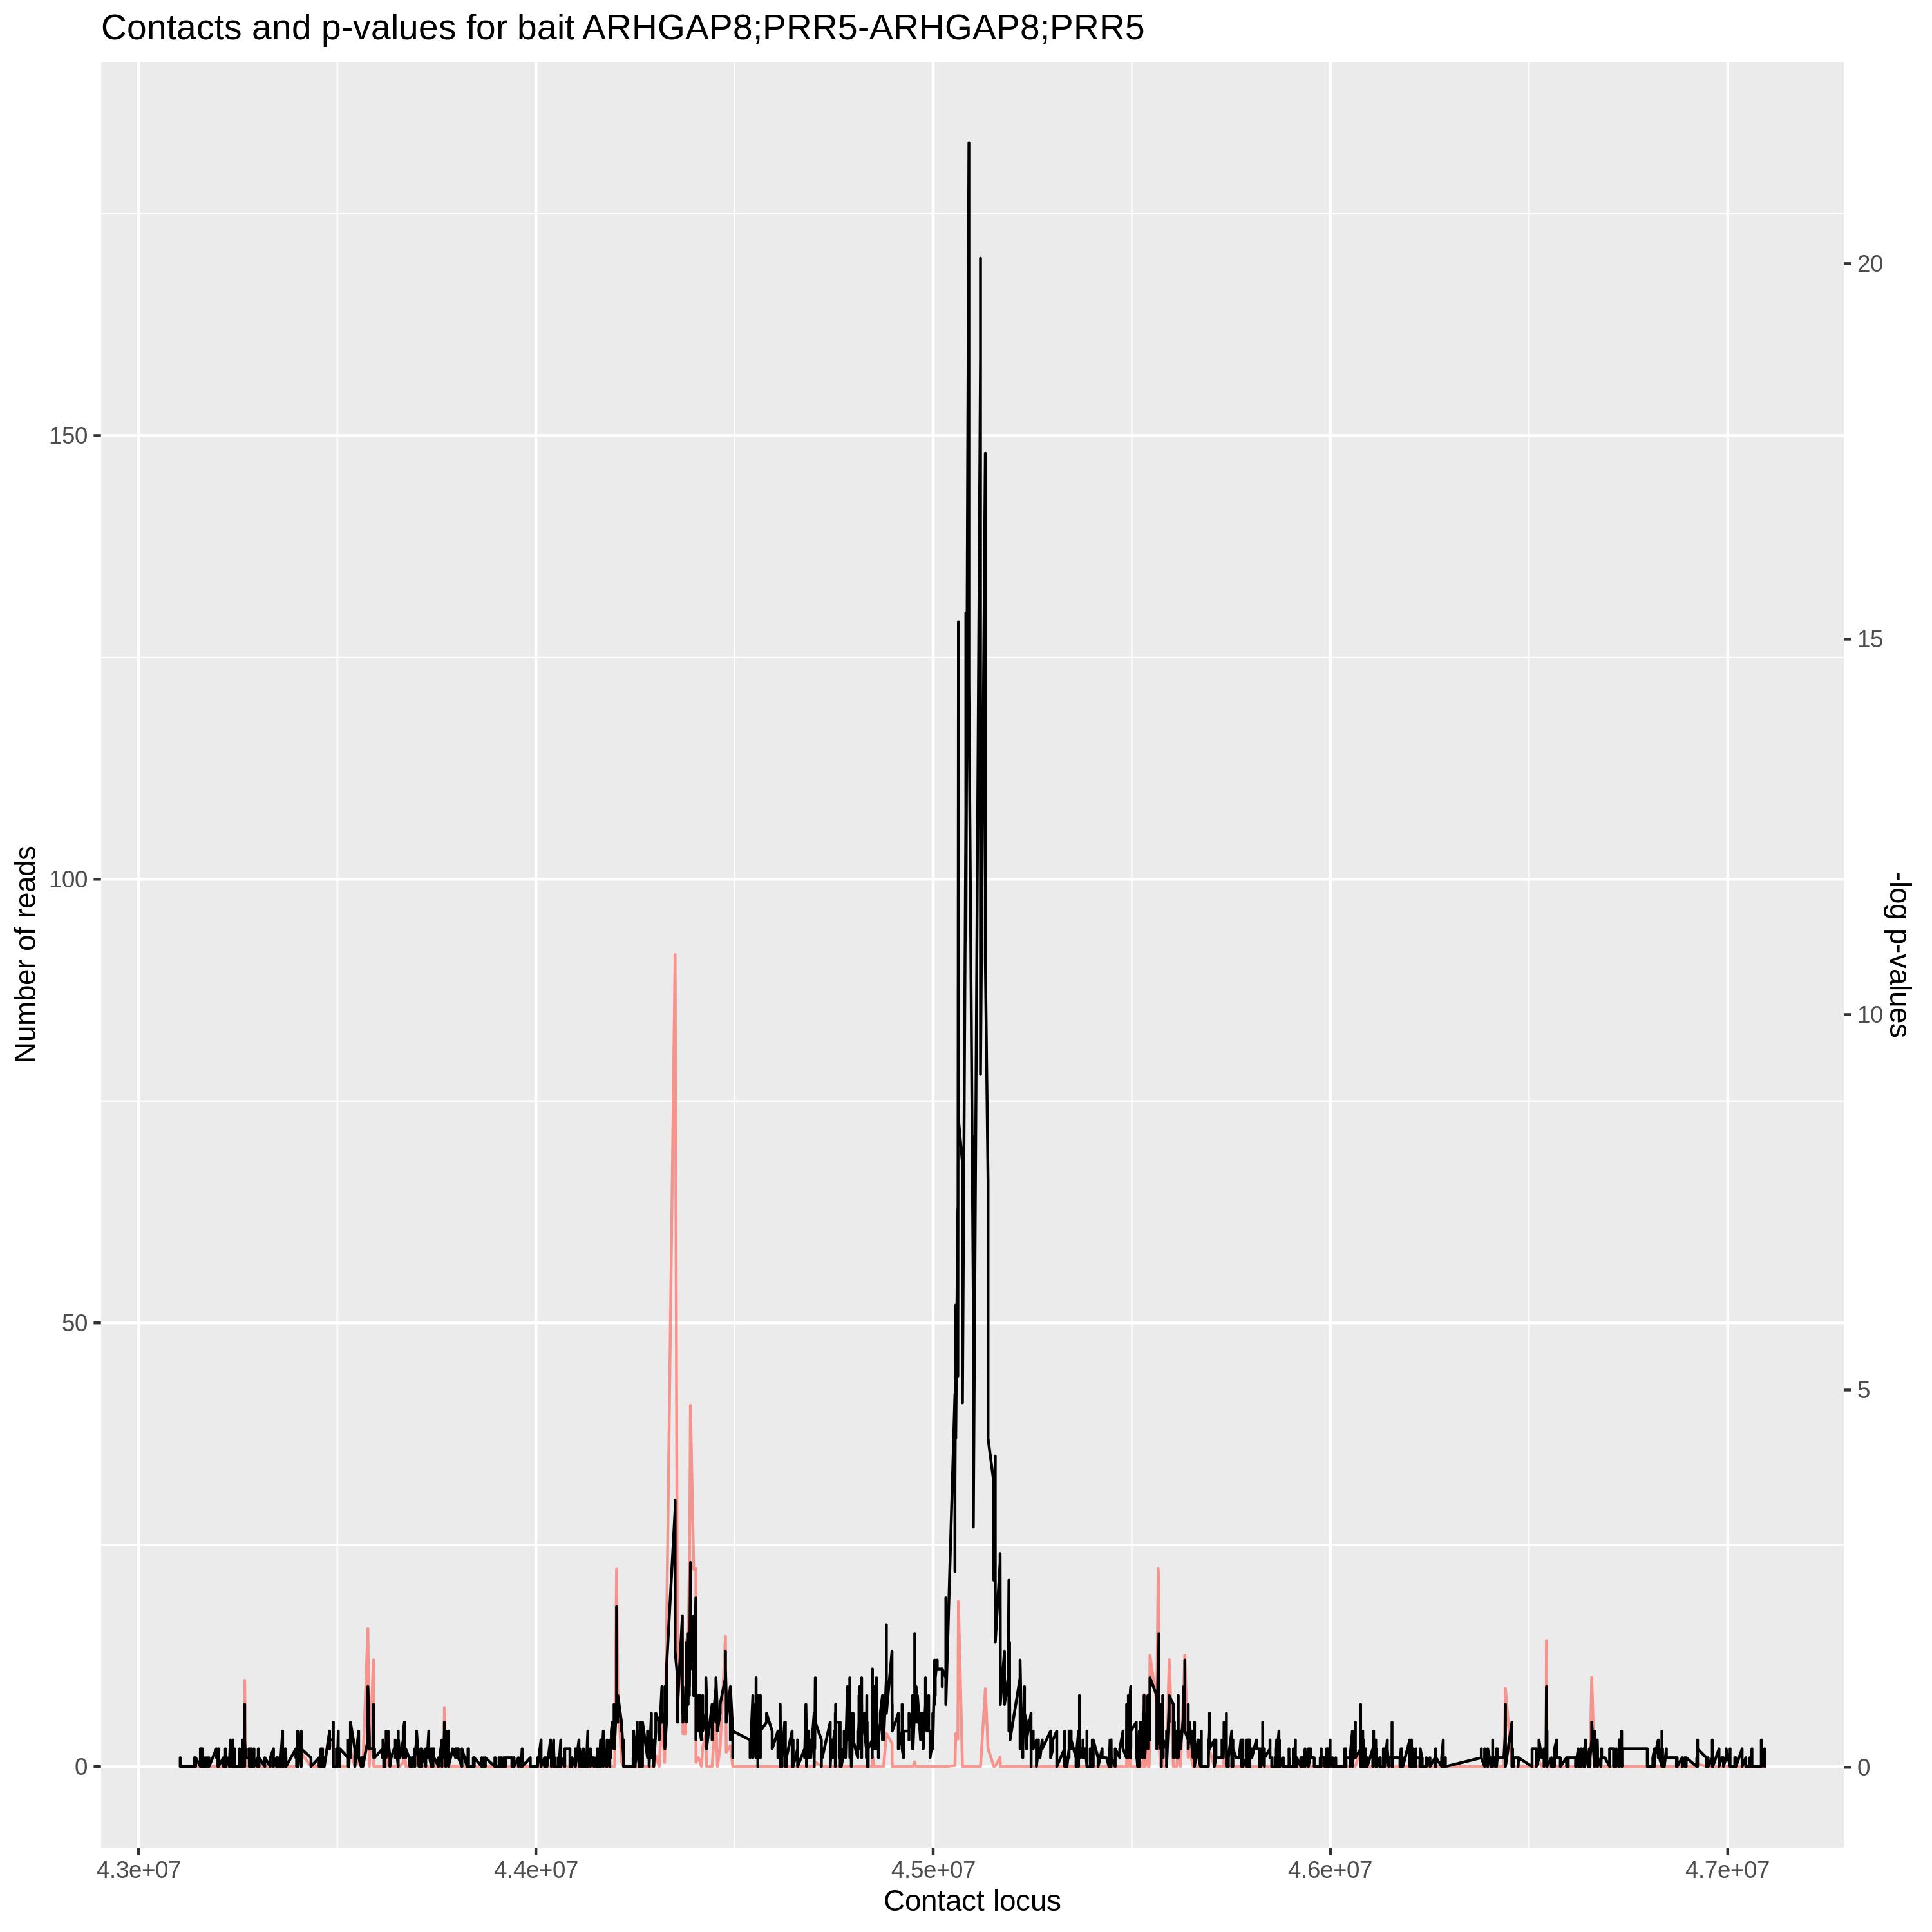 Contacts and p-values for bait ARHGAP8;PRR5-ARHGAP8;PRR5
Number of reads
150
100
50
0
20
15
10
5
0
-log p-values
4.3e+07 4.4e+07 4.5e+07 4.6e+07 4.7e+07
Contact locus